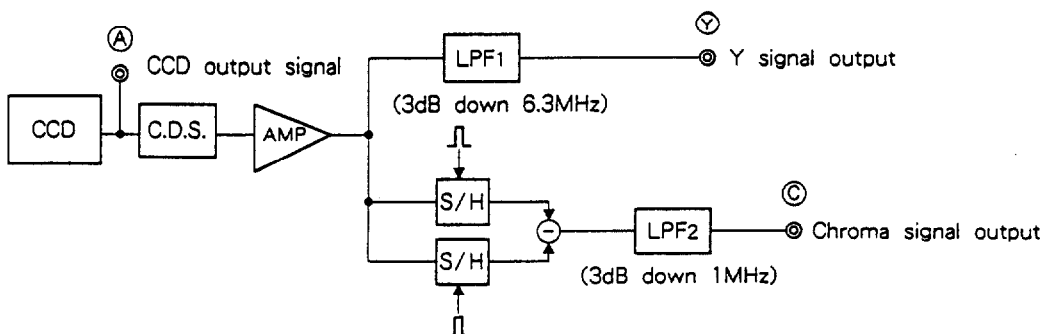 Ⓐ
CCD output signal
CCD
C.D.S.
AMP
LPF1
(3dB down 6.3MHz)
Ⓨ
Y signal output
S/H
S/H
−
LPF2
(3dB down 1MHz)
Ⓒ
Chroma signal output